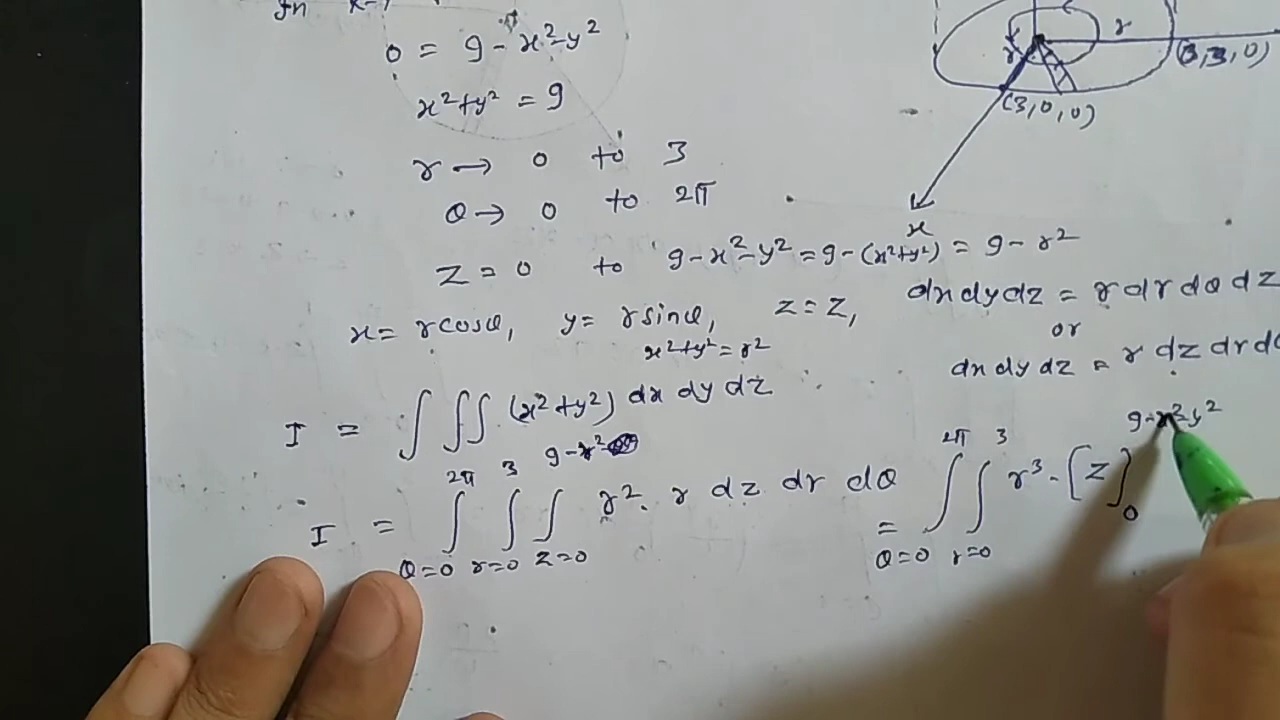 0 = 9 - x²-y²
x²+y² = 9
r → 0 to 3
θ → 0 to 2π
z = 0 to 9-x²-y² = 9-(x²+y²) = 9-r²
x = r cosθ, y = r sinθ, z = z,
x²+y² = r²
dx dy dz = r dr dθ dz
or
dx dy dz = r dz dr dθ
r
r
(3,0,0)
x
I = ∫∫∫ (x²+y²) dx dy dz
2π 3 9-r²
I = ∫ ∫ ∫ r². r dz dr dθ
θ=0 r=0 z=0
2π 3 9-x²-y²
= ∫ ∫ r³ · [z]
0
θ=0 r=0